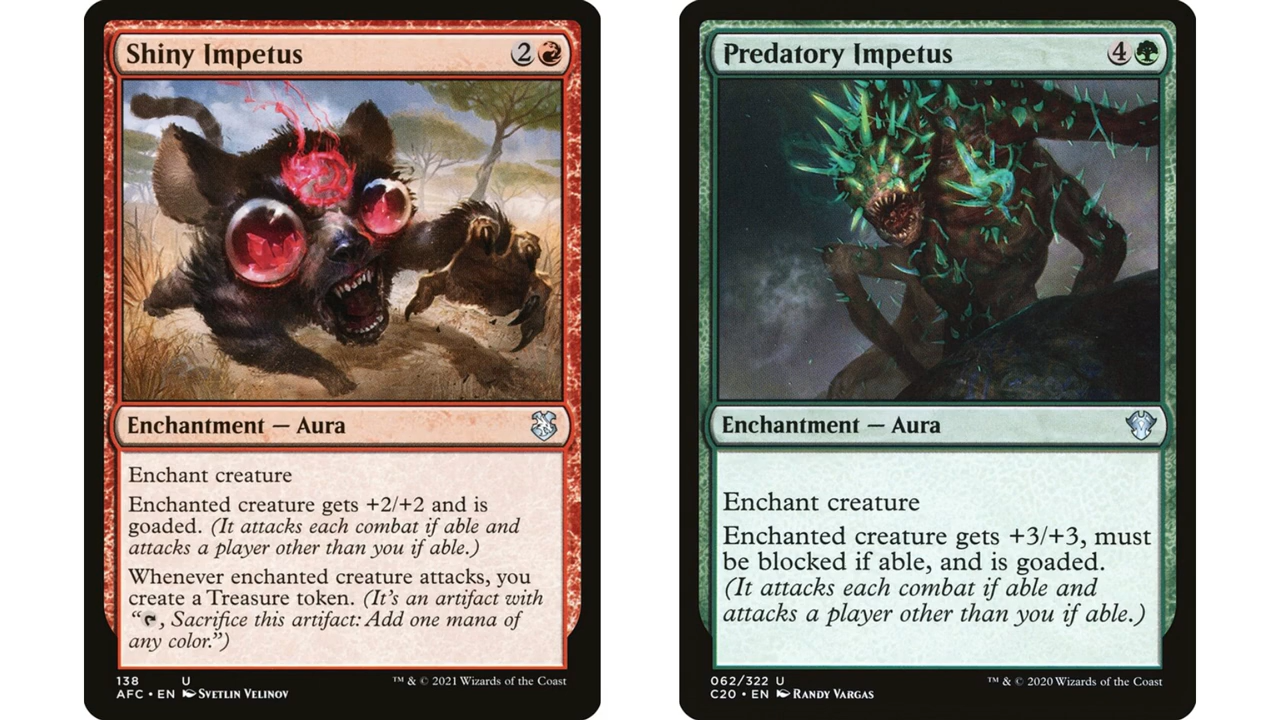 Shiny Impetus
2
Enchantment — Aura
Enchant creature
Enchanted creature gets +2/+2 and is
goaded. (It attacks each combat if able and
attacks a player other than you if able.)
Whenever enchanted creature attacks, you
create a Treasure token. (It's an artifact with
“, Sacrifice this artifact: Add one mana of
any color.”)
138 U
AFC • EN Svetlin Velinov
™ & © 2021 Wizards of the Coast
Predatory Impetus
4
Enchantment — Aura
Enchant creature
Enchanted creature gets +3/+3, must
be blocked if able, and is goaded.
(It attacks each combat if able and
attacks a player other than you if able.)
062/322 U
C20 • EN Randy Vargas
™ & © 2020 Wizards of the Coast